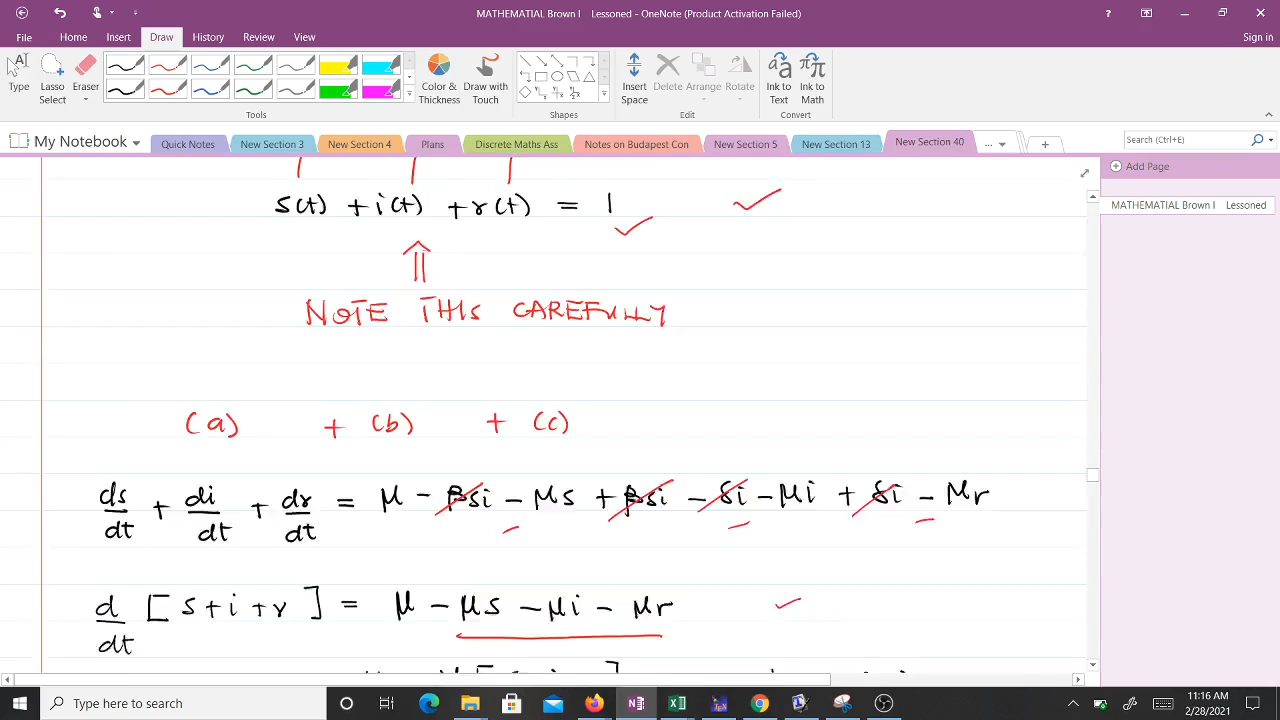 MATHEMATIAL Brown I Lessoned - OneNote (Product Activation Failed)
File Home Insert Draw History Review View Sign in
Type Lasso Select Eraser Color & Thickness Draw with Touch Insert Space Delete Arrange Rotate Ink to Text Ink to Math
Tools Shapes Edit Convert
My Notebook Quick Notes New Section 3 New Section 4 Plans Discrete Maths Ass Notes on Budapest Con New Section 5 New Section 13 New Section 40 ... Search (Ctrl+E)
Add Page
MATHEMATIAL Brown I Lessoned
s(t) + i(t) + r(t) = 1
NOTE THIS CAREFULLY
(a) + (b) + (c)
ds/dt + di/dt + dr/dt = μ - βsi - μs + βsi - δi - μi + δi - μr
d/dt [s+i+r] = μ - μs - μi - μr
Type here to search
11:16 AM
2/28/2021